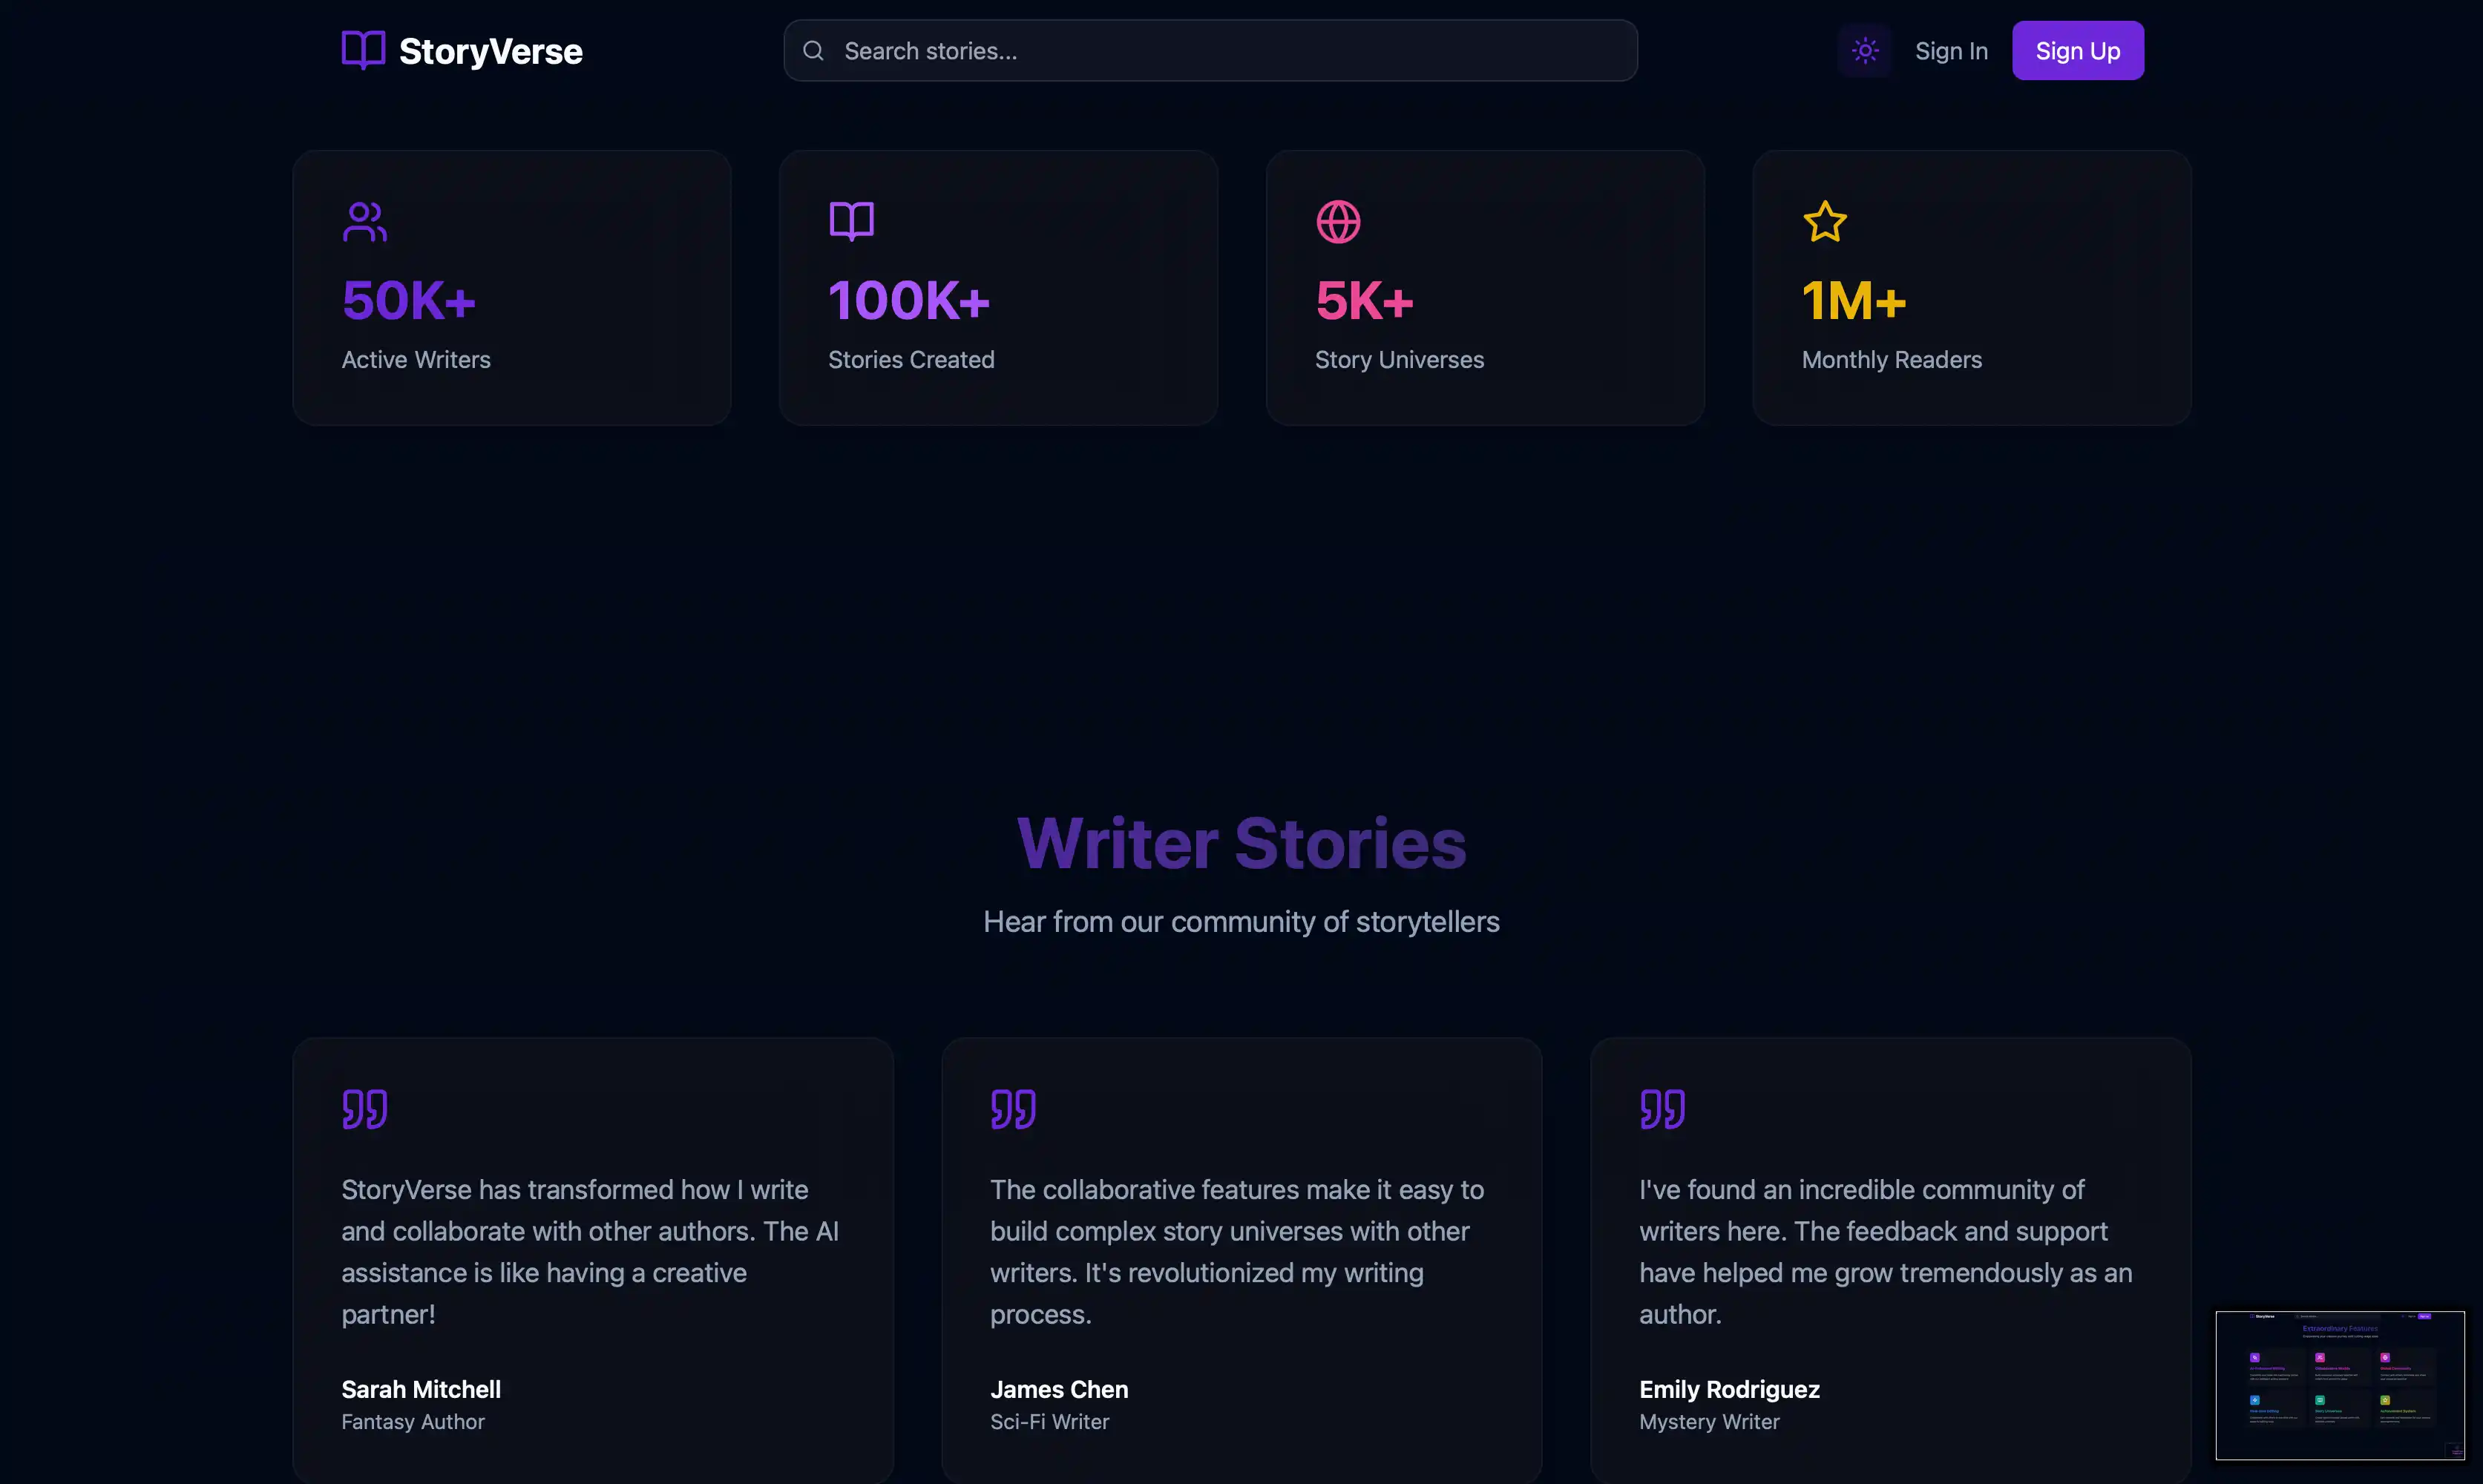 StoryVerse
Search stories...
Sign In
Sign Up
50K+
Active Writers
100K+
Stories Created
5K+
Story Universes
1M+
Monthly Readers
Writer Stories
Hear from our community of storytellers
StoryVerse has transformed how I write
and collaborate with other authors. The AI
assistance is like having a creative
partner!
Sarah Mitchell
Fantasy Author
The collaborative features make it easy to
build complex story universes with other
writers. It's revolutionized my writing
process.
James Chen
Sci-Fi Writer
I've found an incredible community of
writers here. The feedback and support
have helped me grow tremendously as an
author.
Emily Rodriguez
Mystery Writer
StoryVerse
Extraordinary Features